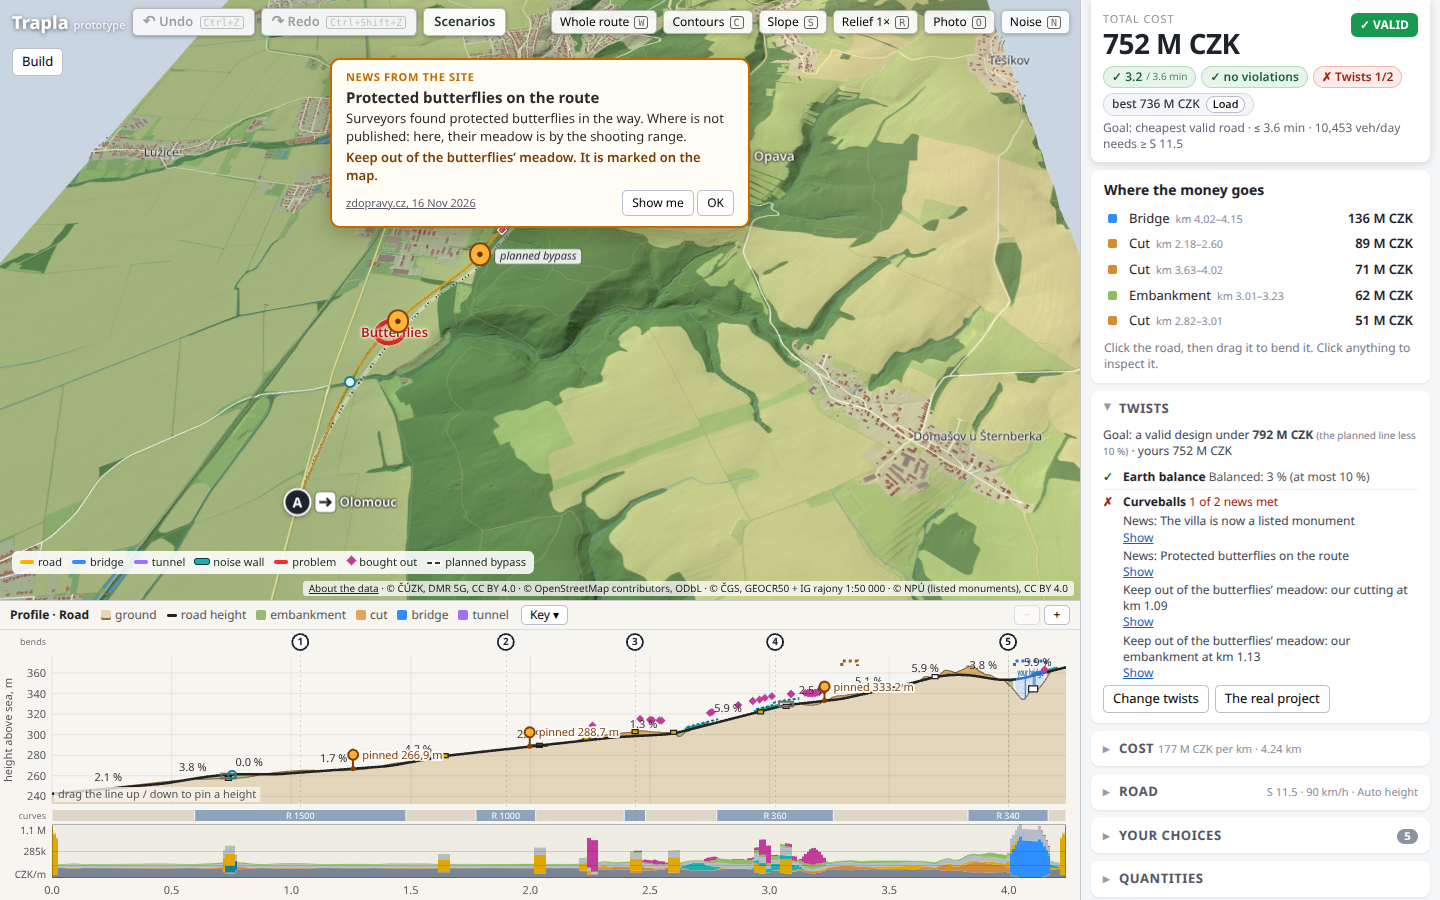 Trapla prototype
↶ Undo Ctrl+Z
↷ Redo Ctrl+Shift+Z
Scenarios
Whole route W
Contours C
Slope S
Relief 1× R
Photo O
Noise N
Build
NEWS FROM THE SITE
Protected butterflies on the route
Surveyors found protected butterflies in the way. Where is not
published: here, their meadow is by the shooting range.
Keep out of the butterflies’ meadow. It is marked on the
map.
zdopravy.cz, 16 Nov 2026
Show me
OK
Těšíkov
Lužice
Opava
planned bypass
Butterflies
Domašov u Šternberka
A → Olomouc
road
bridge
tunnel
noise wall
problem
bought out
planned bypass
About the data · © ČÚZK, DMR 5G, CC BY 4.0 · © OpenStreetMap contributors, ODbL · © ČGS, GEOCR50 + IG rajony 1:50 000 · © NPÚ (listed monuments), CC BY 4.0
Profile · Road
ground
road height
embankment
cut
bridge
tunnel
Key ▾
−
+
bends
1
2
3
4
5
height above sea, m
360
340
320
300
280
260
240
2.1 %
3.8 %
0.0 %
1.7 %
pinned 266,9 m
pinned 288,7 m
1.3 %
5.9 %
pinned 333,2 m
5.9 %
3.8 %
5.9 %
drag the line up / down to pin a height
curves
R 1500
R 1000
R 360
R 340
1.1 M
285k
CZK/m
0.0
0.5
1.0
1.5
2.0
2.5
3.0
3.5
4.0
TOTAL COST
752 M CZK
✓ VALID
✓ 3.2 / 3.6 min
✓ no violations
✗ Twists 1/2
best 736 M CZK Load
Goal: cheapest valid road · ≤ 3.6 min · 10,453 veh/day
needs ≥ S 11.5
Where the money goes
Bridge km 4.02–4.15 136 M CZK
Cut km 2.18–2.60 89 M CZK
Cut km 3.63–4.02 71 M CZK
Embankment km 3.01–3.23 62 M CZK
Cut km 2.82–3.01 51 M CZK
Click the road, then drag it to bend it. Click anything to
inspect it.
▼ TWISTS
Goal: a valid design under 792 M CZK (the planned line less
10 %) · yours 752 M CZK
✓ Earth balance Balanced: 3 % (at most 10 %)
✗ Curveballs 1 of 2 news met
News: The villa is now a listed monument
Show
News: Protected butterflies on the route
Show
Keep out of the butterflies’ meadow: our cutting at
km 1.09
Show
Keep out of the butterflies’ meadow: our
embankment at km 1.13
Show
Change twists
The real project
▶ COST 177 M CZK per km · 4.24 km
▶ ROAD S 11.5 · 90 km/h · Auto height
▶ YOUR CHOICES 5
▶ QUANTITIES